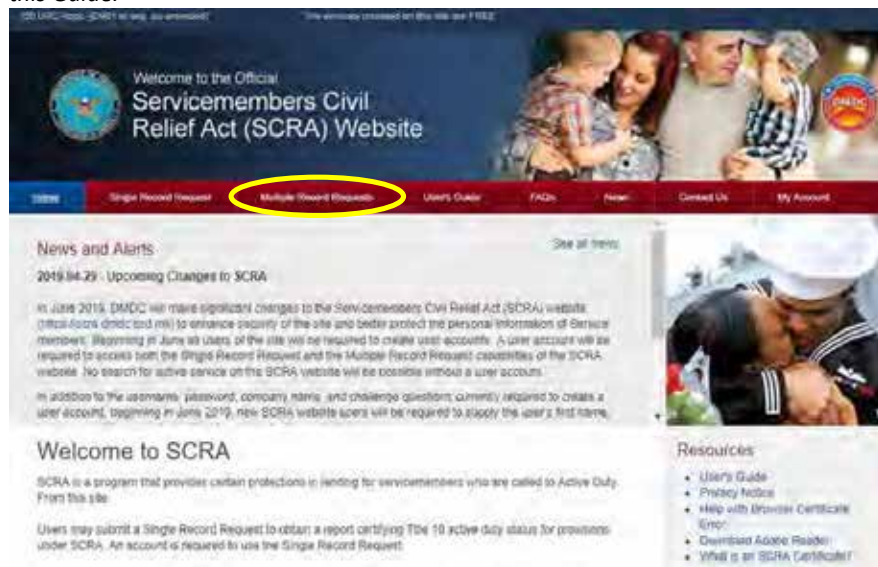 this Guide.
The services provided on this site are FREE
Welcome to the Official
Servicemembers Civil
Relief Act (SCRA) Website
DMDC
Home Single Record Request Multiple Record Requests User's Guide FAQs News Contact Us My Account
News and Alerts See all news
2019.04.29 - Upcoming Changes to SCRA
In June 2019, DMDC will make significant changes to the Servicemembers Civil Relief Act (SCRA) website
to enhance security of the site and better protect the personal information of Service
members. Beginning in June all users of the site will be required to create user accounts. A user account will be
required to access both the Single Record Request and the Multiple Record Request capabilities of the SCRA
website. No search for active service on the SCRA website will be possible without a user account.
In addition to the username, password, company name, and challenge questions currently required to create a
user account, beginning in June 2019, new SCRA website users will be required to supply the user's first name,
Welcome to SCRA
SCRA is a program that provides certain protections in lending for servicemembers who are called to Active Duty.
From this site
Users may submit a Single Record Request to obtain a report certifying Title 10 active duty status for provisions
under SCRA. An account is required to use the Single Record Request.
Resources
User's Guide
Privacy Notice
Help with Browser Certificate
Error
Download Adobe Reader
What is an SCRA Certificate?